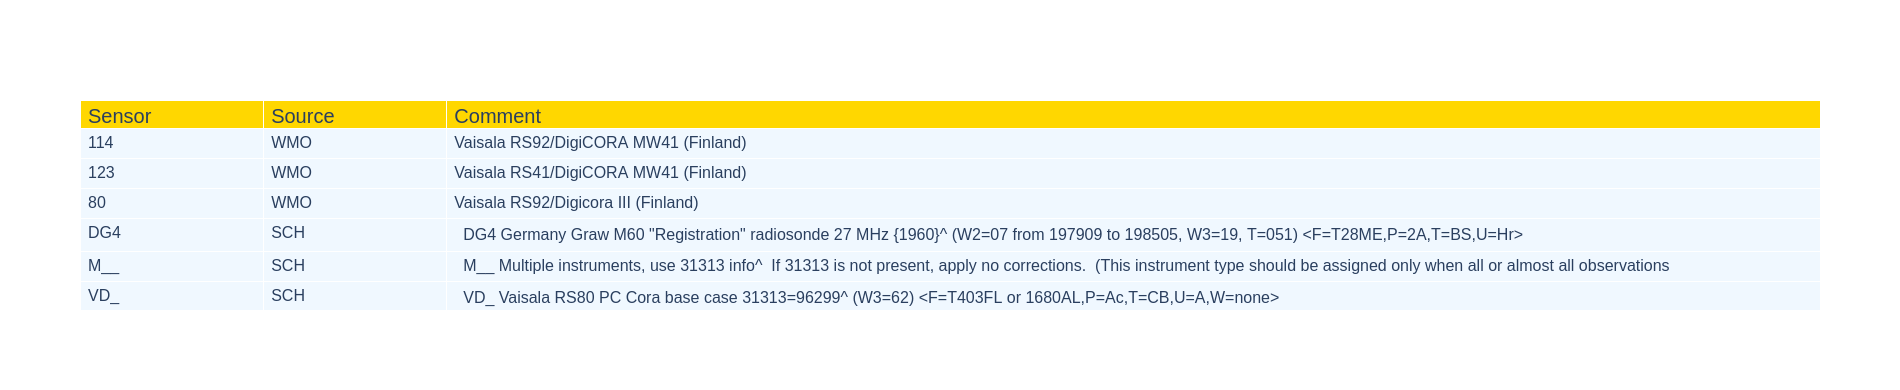 Sensor Source Comment
114 WMO Vaisala RS92/DigiCORA MW41 (Finland)
123 WMO Vaisala RS41/DigiCORA MW41 (Finland)
80 WMO Vaisala RS92/Digicora III (Finland)
DG4 SCH DG4 Germany Graw M60 "Registration" radiosonde 27 MHz {1960}^ (W2=07 from 197909 to 198505, W3=19, T=051) <F=T28ME,P=2A,T=BS,U=Hr>
M__ SCH M__ Multiple instruments, use 31313 info^  If 31313 is not present, apply no corrections.  (This instrument type should be assigned only when all or almost all observations
VD_ SCH VD_ Vaisala RS80 PC Cora base case 31313=96299^ (W3=62) <F=T403FL or 1680AL,P=Ac,T=CB,U=A,W=none>